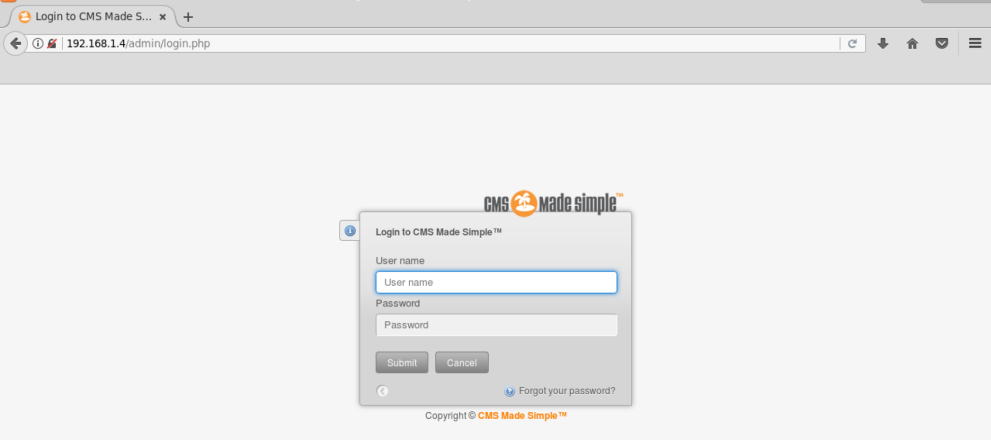 Login to CMS Made S...
192.168.1.4/admin/login.php
CMS Made simple™
Login to CMS Made Simple™
User name
User name
Password
Password
Submit Cancel
Forgot your password?
Copyright © CMS Made Simple™